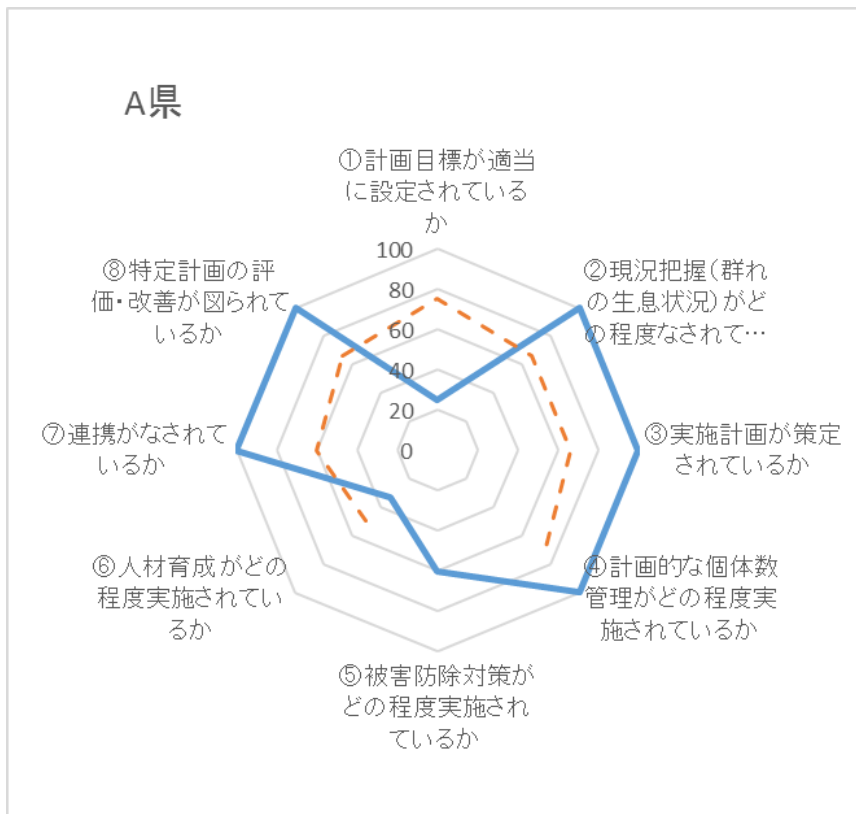 A県
①計画目標が適当
に設定されている
か
②現況把握(群れ
の生息状況)がど
の程度なされて…
③実施計画が策定
されているか
④計画的な個体数
管理がどの程度実
施されているか
⑤被害防除対策が
どの程度実施され
ているか
⑥人材育成がどの
程度実施されてい
るか
⑦連携がなされて
いるか
⑧特定計画の評
価・改善が図られて
いるか
100
80
60
40
20
0